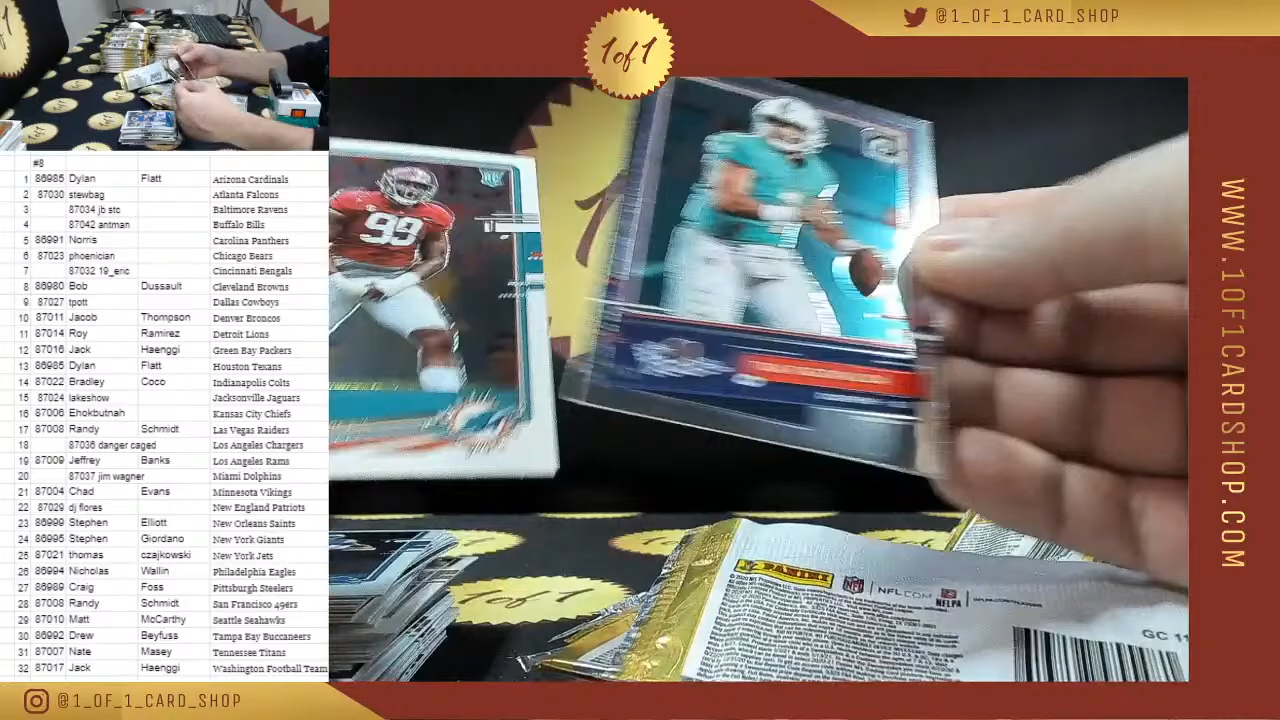 @1_OF_1_CARD_SHOP
1of1
WWW.1OF1CARDSHOP.COM
#8
1 86985 Dylan Flatt Arizona Cardinals
2 87030 stewbag Atlanta Falcons
3 87034 jb stc Baltimore Ravens
4 87042 antman Buffalo Bills
5 86991 Norris Carolina Panthers
6 87023 phoenician Chicago Bears
7 87032 19_eric Cincinnati Bengals
8 86980 Bob Dussault Cleveland Browns
9 87027 tpott Dallas Cowboys
10 87011 Jacob Thompson Denver Broncos
11 87014 Roy Ramirez Detroit Lions
12 87016 Jack Haenggi Green Bay Packers
13 86985 Dylan Flatt Houston Texans
14 87022 Bradley Coco Indianapolis Colts
15 87024 lakeshow Jacksonville Jaguars
16 87006 Ehokbutnah Kansas City Chiefs
17 87008 Randy Schmidt Las Vegas Raiders
18 87036 danger caged Los Angeles Chargers
19 87009 Jeffrey Banks Los Angeles Rams
20 87037 jim wagner Miami Dolphins
21 87004 Chad Evans Minnesota Vikings
22 87029 dj flores New England Patriots
23 86999 Stephen Elliott New Orleans Saints
24 86995 Stephen Giordano New York Giants
25 87021 thomas czajkowski New York Jets
26 86994 Nicholas Wallin Philadelphia Eagles
27 86989 Craig Foss Pittsburgh Steelers
28 87008 Randy Schmidt San Francisco 49ers
29 87010 Matt McCarthy Seattle Seahawks
30 86992 Drew Beyfuss Tampa Bay Buccaneers
31 87007 Nate Masey Tennessee Titans
32 87017 Jack Haenggi Washington Football Team
99
1of1
PANINI
NFL
NFL.COM
NFLPA
GC 11
@1_OF_1_CARD_SHOP